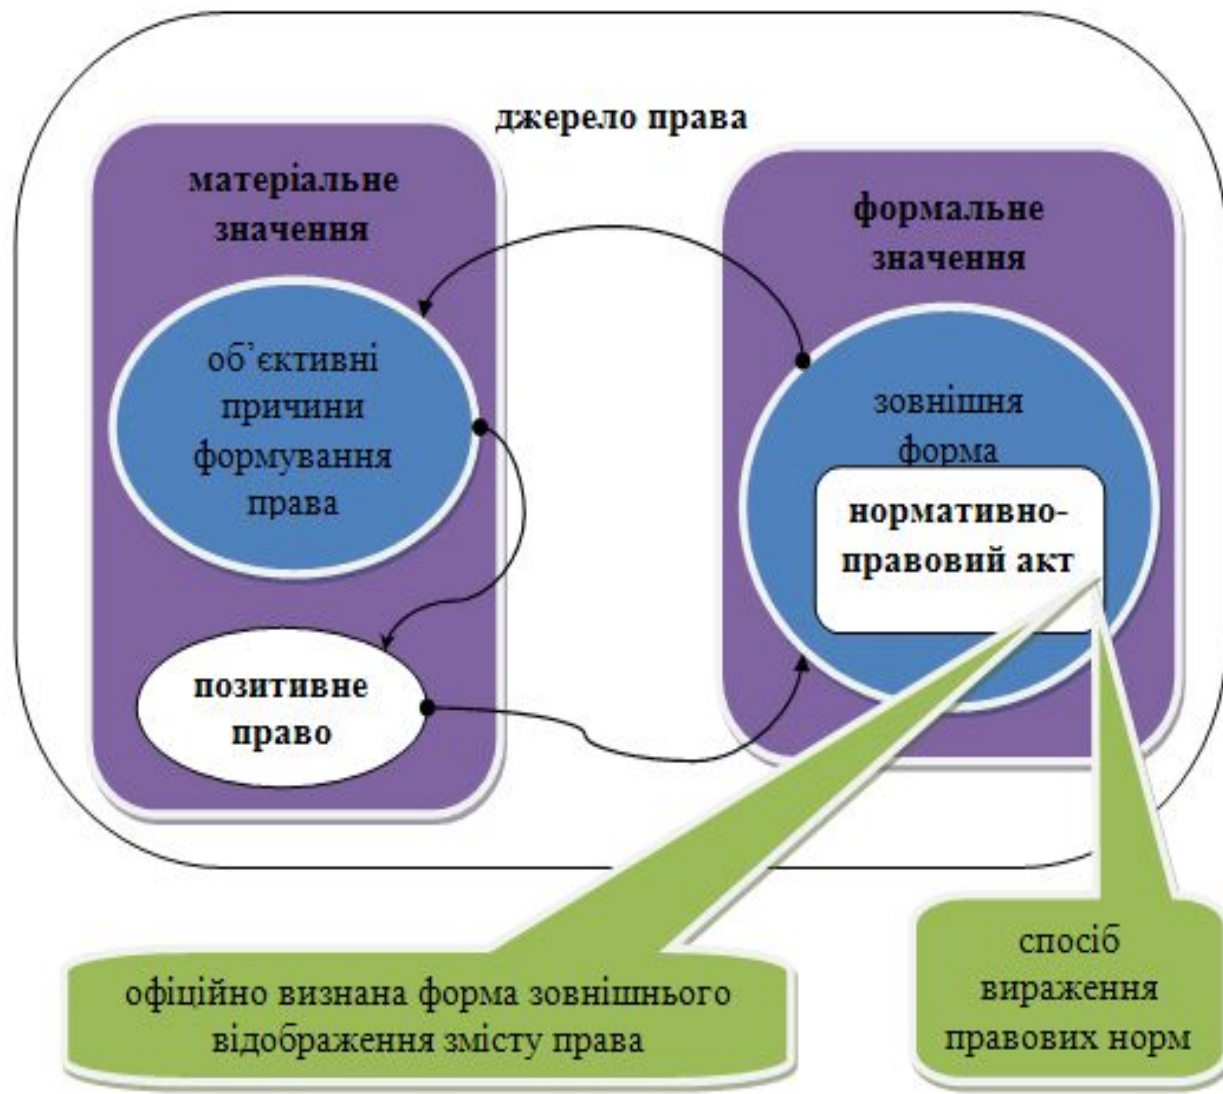 джерело права
матеріальне
значення
об’єктивні
причини
формування
права
позитивне
право
формальне
значення
зовнішня
форма
нормативно-
правовий акт
офіційно визнана форма зовнішнього
відображення змісту права
спосіб
вираження
правових норм